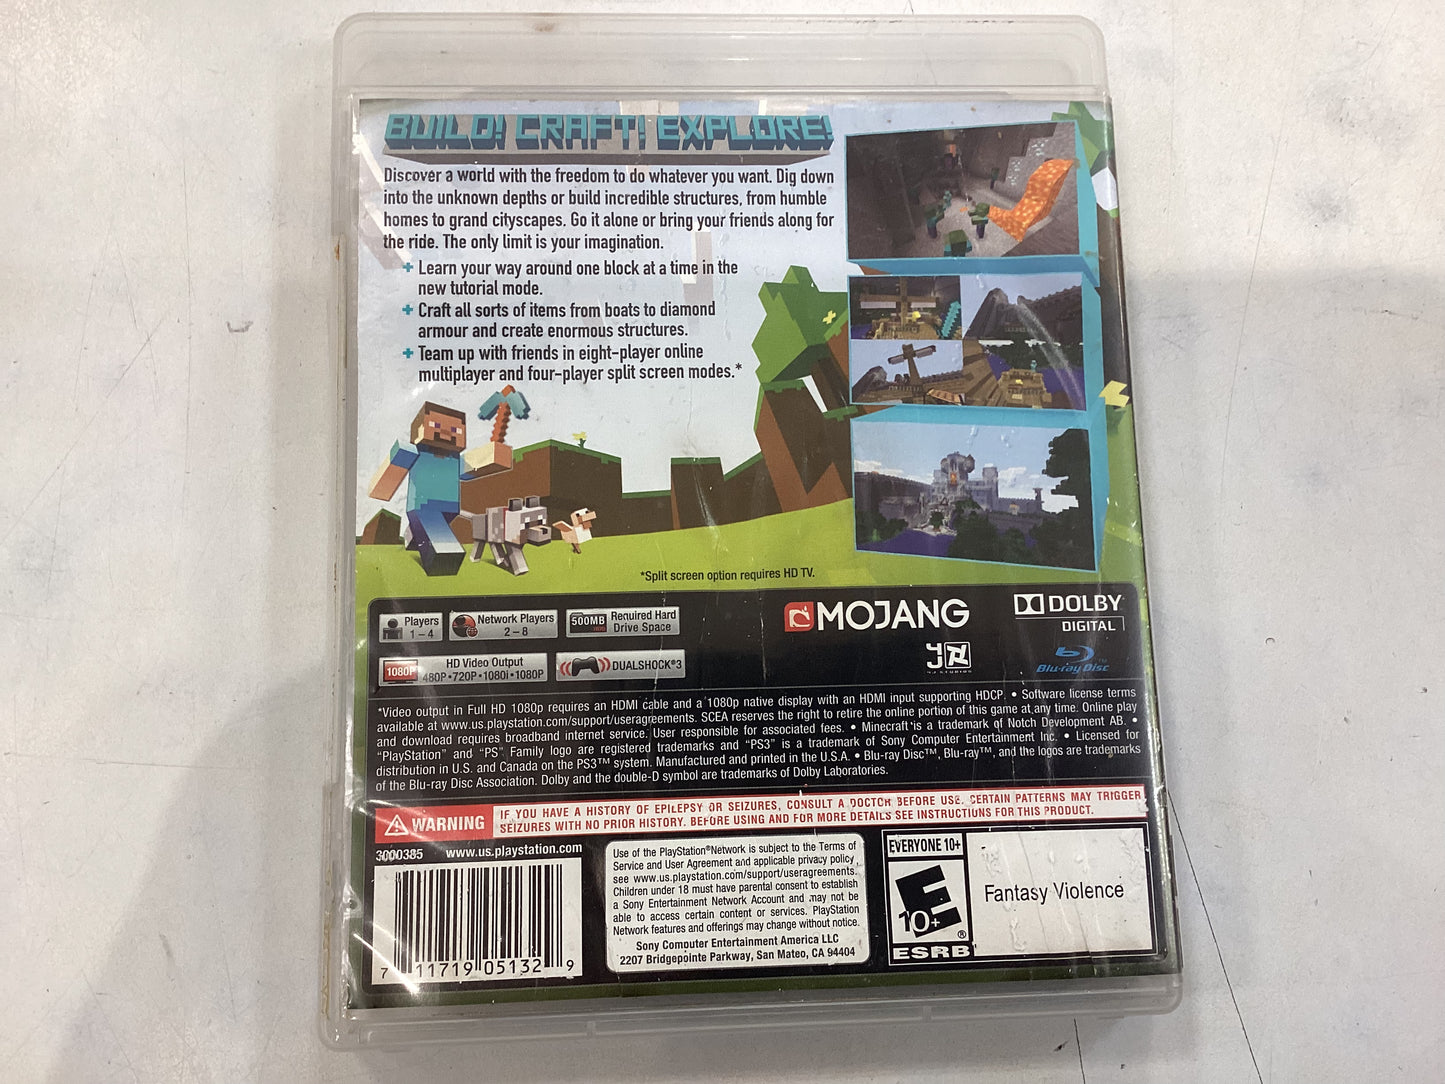 BUILD! CRAFT! EXPLORE!
Discover a world with the freedom to do whatever you want. Dig down
into the unknown depths or build incredible structures, from humble
homes to grand cityscapes. Go it alone or bring your friends along for
the ride. The only limit is your imagination.
+ Learn your way around one block at a time in the
new tutorial mode.
+ Craft all sorts of items from boats to diamond
armour and create enormous structures.
+ Team up with friends in eight-player online
multiplayer and four-player split screen modes.*
*Split screen option requires HD TV.
Players
1 – 4
Network Players
2 – 8
500MB
Required Hard
Drive Space
1080P
HD Video Output
480P • 720P • 1080i • 1080P
DUALSHOCK®3
MOJANG
4J STUDIOS
DOLBY
DIGITAL
Blu-ray Disc™
*Video output in Full HD 1080p requires an HDMI cable and a 1080p native display with an HDMI input supporting HDCP. • Software license terms
available at www.us.playstation.com/support/useragreements. SCEA reserves the right to retire the online portion of this game at any time. Online play
and download requires broadband internet service. User responsible for associated fees. • Minecraft is a trademark of Notch Development AB. •
"PlayStation" and "PS" Family logo are registered trademarks and "PS3" is a trademark of Sony Computer Entertainment Inc. • Licensed for
distribution in U.S. and Canada on the PS3™ system. Manufactured and printed in the U.S.A. • Blu-ray Disc™, Blu-ray™, and the logos are trademarks
of the Blu-ray Disc Association. Dolby and the double-D symbol are trademarks of Dolby Laboratories.
WARNING
IF YOU HAVE A HISTORY OF EPILEPSY OR SEIZURES, CONSULT A DOCTOR BEFORE USE. CERTAIN PATTERNS MAY TRIGGER
SEIZURES WITH NO PRIOR HISTORY. BEFORE USING AND FOR MORE DETAILS SEE INSTRUCTIONS FOR THIS PRODUCT.
3000385 www.us.playstation.com
7 11719 05132 9
Use of the PlayStation®Network is subject to the Terms of
Service and User Agreement and applicable privacy policy,
see www.us.playstation.com/support/useragreements.
Children under 18 must have parental consent to establish
a Sony Entertainment Network Account and may not be
able to access certain content or services. PlayStation
Network features and offerings may change without notice.
Sony Computer Entertainment America LLC
2207 Bridgepointe Parkway, San Mateo, CA 94404
EVERYONE 10+
E
10+
®
ESRB
Fantasy Violence